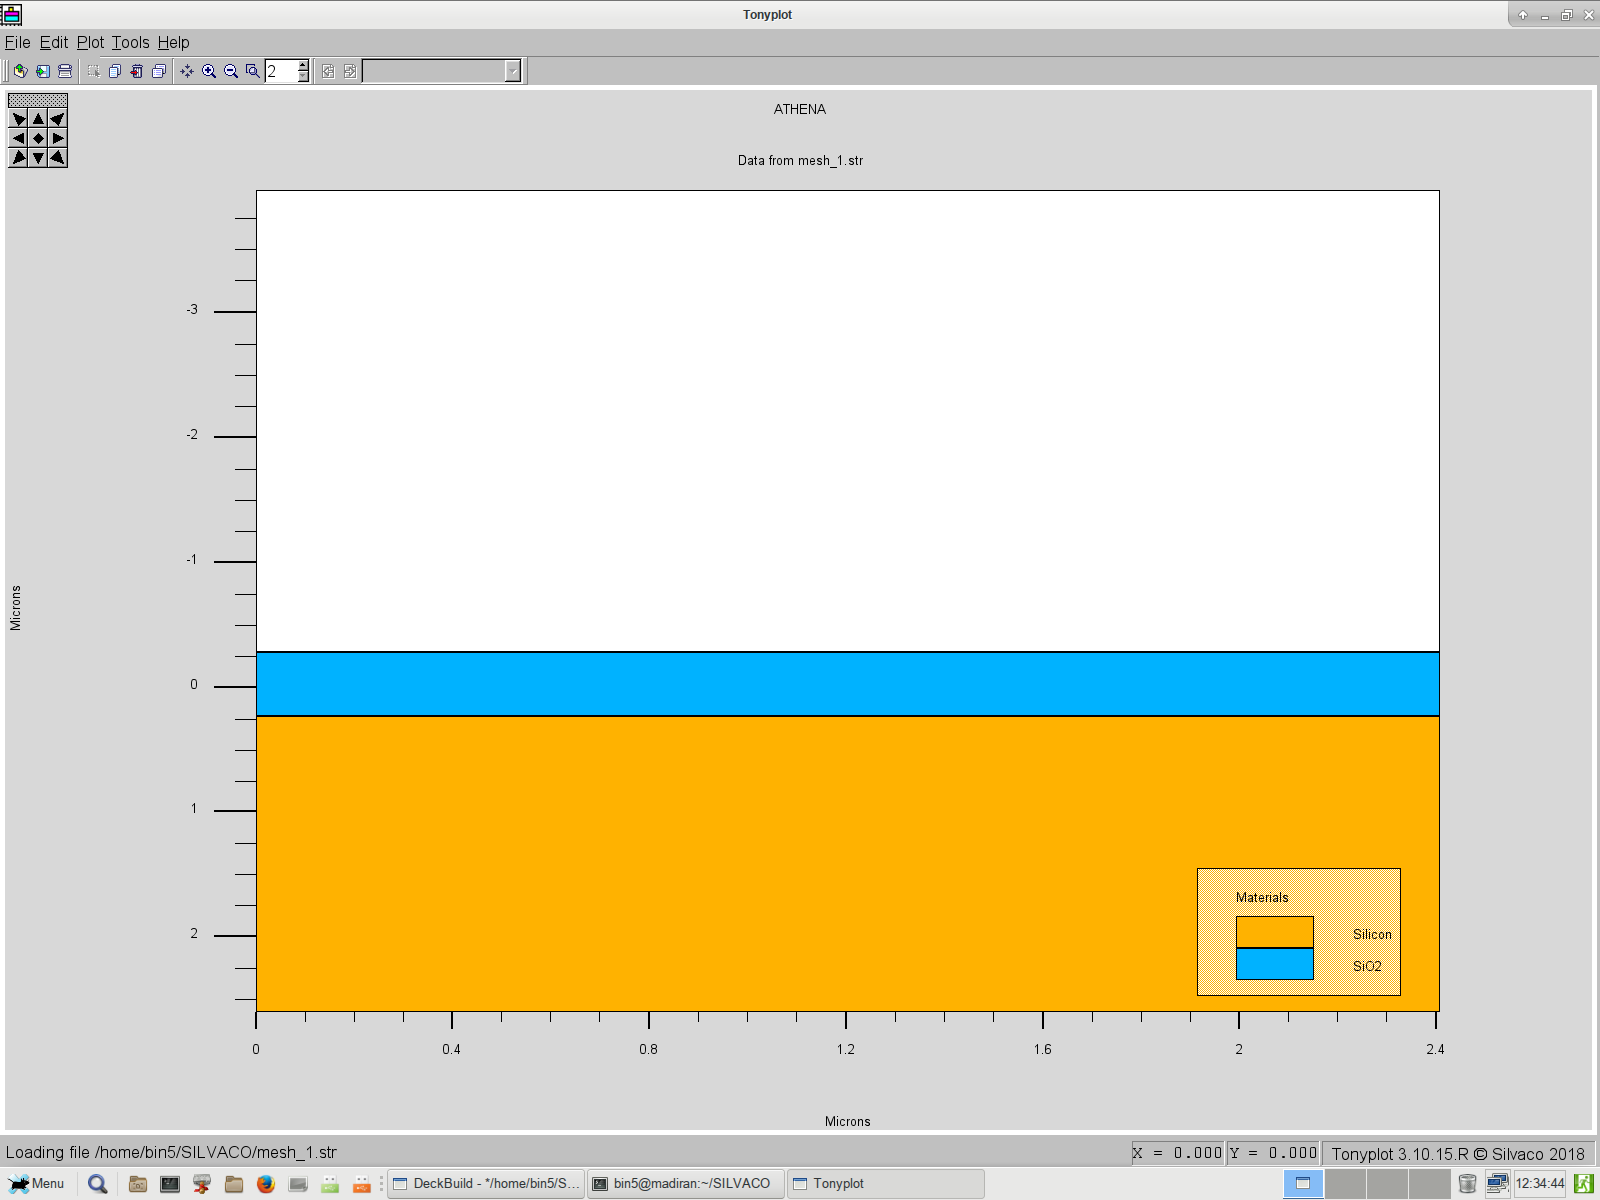 Tonyplot
File Edit Plot Tools Help
2
ATHENA
Data from mesh_1.str
-3
-2
-1
0
1
2
Microns
Materials
Silicon
SiO2
0 0.4 0.8 1.2 1.6 2 2.4
Microns
Loading file /home/bin5/SILVACO/mesh_1.str
X = 0.000 Y = 0.000 Tonyplot 3.10.15.R © Silvaco 2018
Menu DeckBuild - */home/bin5/S... bin5@madiran:~/SILVACO Tonyplot 12:34:44